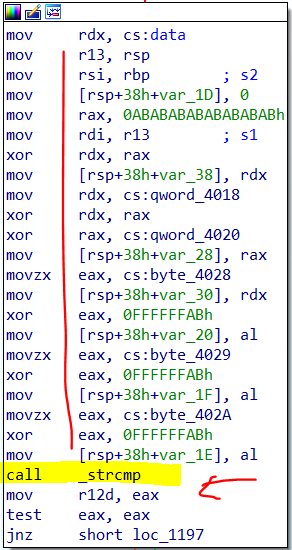 mov rdx, cs:data
mov r13, rsp
mov rsi, rbp ; s2
mov [rsp+38h+var_1D], 0
mov rax, 0ABABABABABABABABh
mov rdi, r13 ; s1
xor rdx, rax
mov [rsp+38h+var_38], rdx
mov rdx, cs:qword_4018
xor rdx, rax
xor rax, cs:qword_4020
mov [rsp+38h+var_28], rax
movzx eax, cs:byte_4028
mov [rsp+38h+var_30], rdx
xor eax, 0FFFFFFABh
mov [rsp+38h+var_20], al
movzx eax, cs:byte_4029
xor eax, 0FFFFFFABh
mov [rsp+38h+var_1F], al
movzx eax, cs:byte_402A
xor eax, 0FFFFFFABh
mov [rsp+38h+var_1E], al
call _strcmp
mov r12d, eax
test eax, eax
jnz short loc_1197